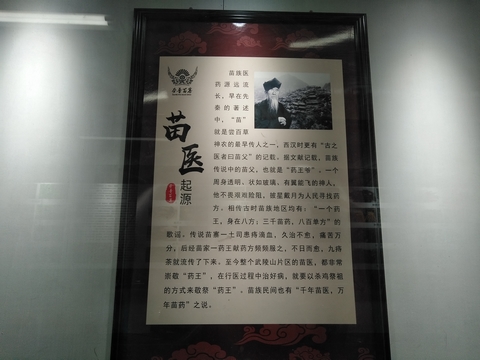 苗医
起源
苗族医
药源远流
长，早在先
秦的著述
中，“苗”
就是尝百草
神农的最早传人之一，西汉时更有“古之
医者曰苗父”的记载。据文献记载，苗族
传说中的苗父，也就是“药王爷”，一个
周身透明，状如玻璃，有翼能飞的神人，
他不畏艰难险阻，披星戴月为人民寻找药
方。相传古时苗族地区均有：“一个药
王，身在八方；三千苗药，八百单方”的
歌谣。传说苗寨一土司患痔滴血，久治不愈，痛苦万
分，后经苗家一药王献药方频频服之，不日而愈，九痔
茶就流传了下来。至今整个武陵山片区的苗医，都非常
崇敬“药王”，在行医过程中治好病，就要以杀鸡祭祖
的方式来敬祭“药王”。苗族民间也有“千年苗医，万
年苗药”之说。